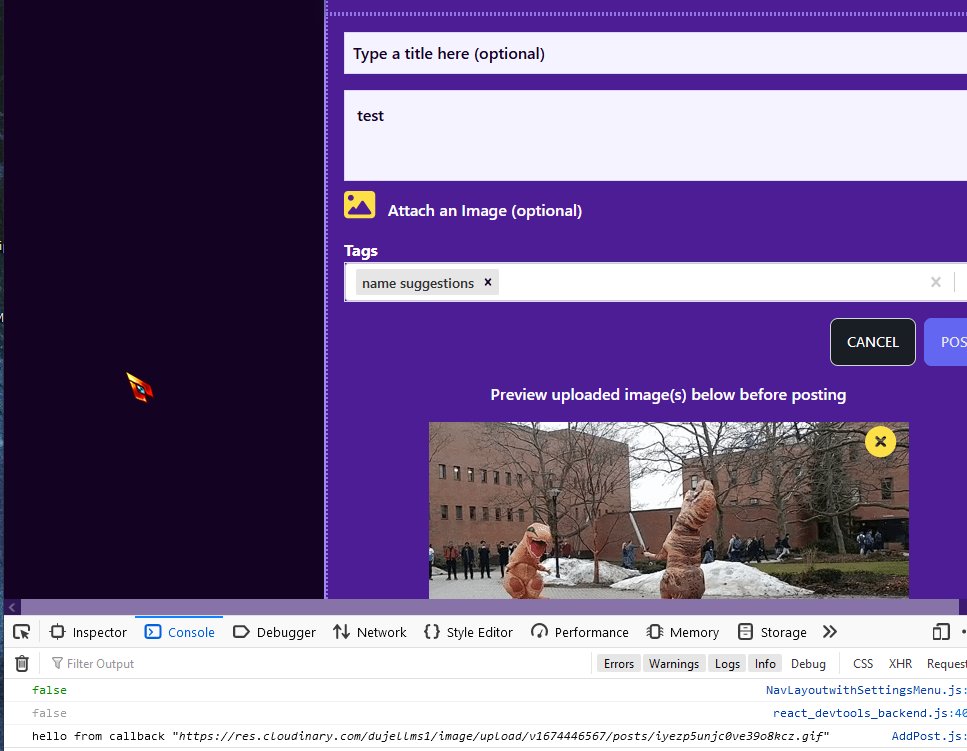 Type a title here (optional)
test
Attach an Image (optional)
Tags
name suggestions ×
CANCEL
POS
Preview uploaded image(s) below before posting
Inspector Console Debugger Network Style Editor Performance Memory Storage
Filter Output Errors Warnings Logs Info Debug CSS XHR Request
false NavLayoutwithSettingsMenu.js:
false react_devtools_backend.js:40
hello from callback "https://res.cloudinary.com/dujellms1/image/upload/v1674446567/posts/iyezp5unjc0ve39o8kcz.gif" AddPost.js: